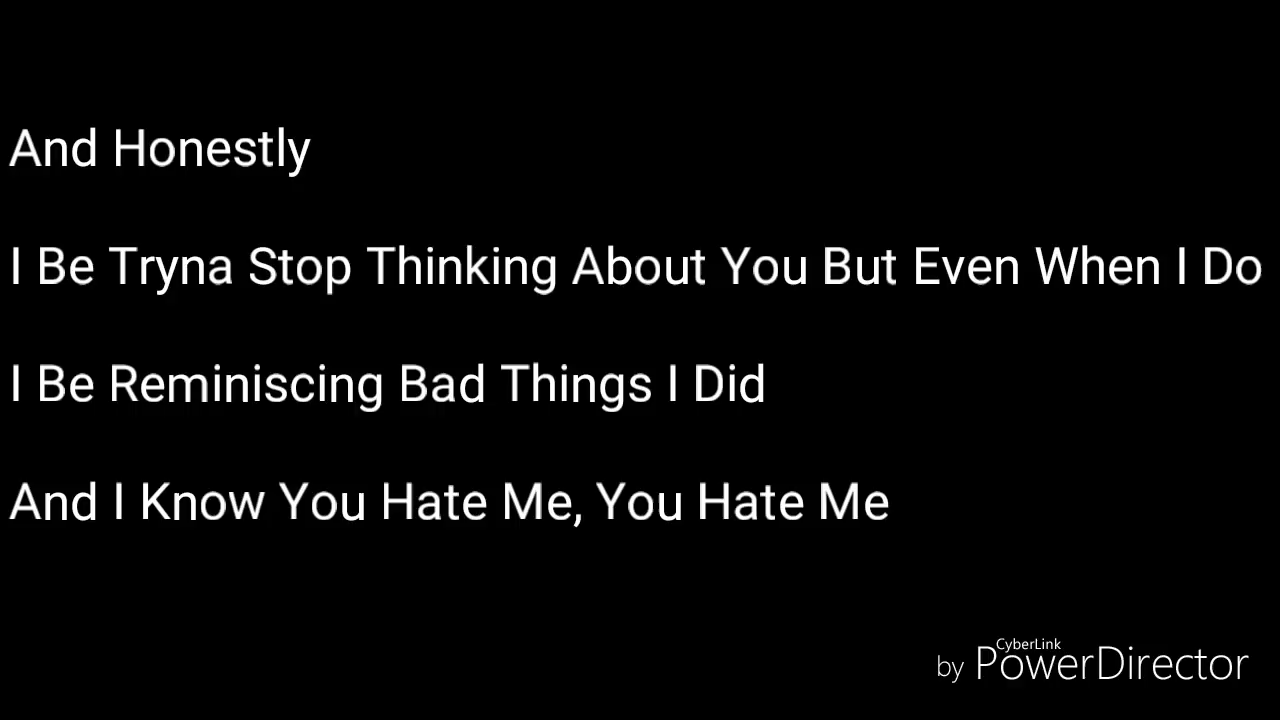 And Honestly
I Be Tryna Stop Thinking About You But Even When I Do
I Be Reminiscing Bad Things I Did
And I Know You Hate Me, You Hate Me
CyberLink
by PowerDirector